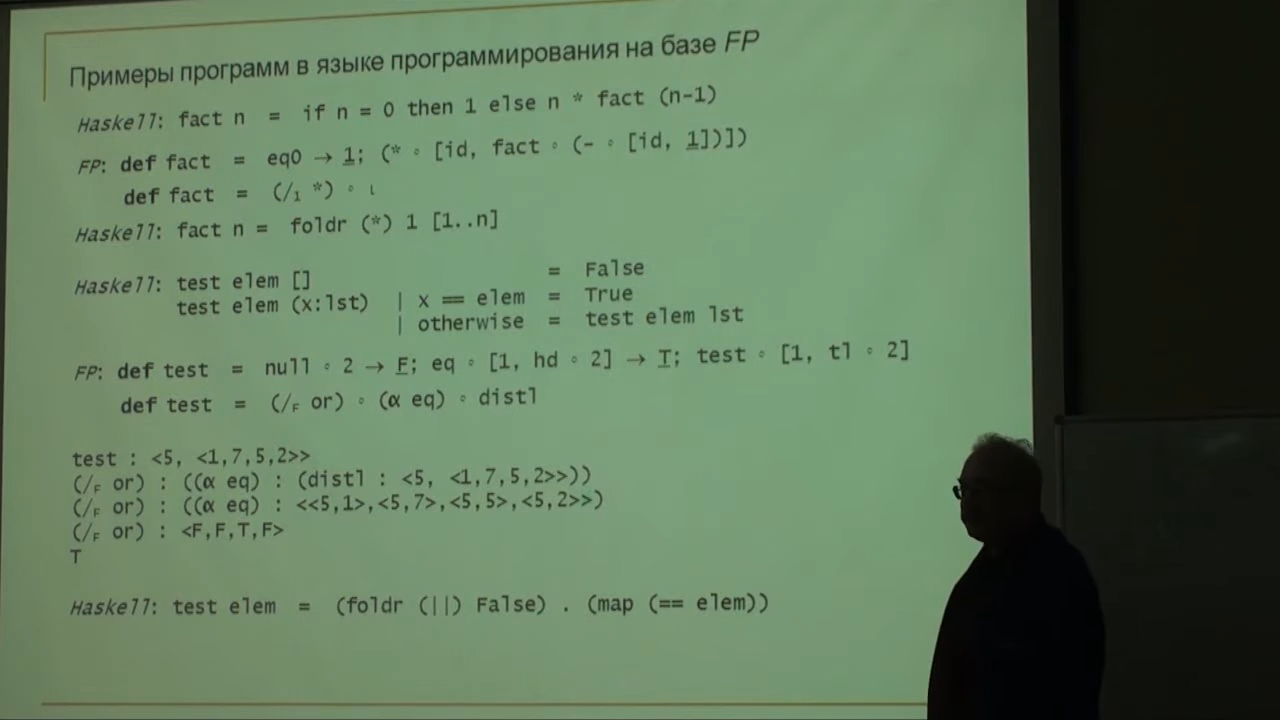 Примеры программ в языке программирования на базе FP
Haskell: fact n = if n = 0 then 1 else n * fact (n-1)
FP: def fact = eq0 → 1; (* ∘ [id, fact ∘ (- ∘ [id, 1])])
def fact = (/₁ *) ∘ ι
Haskell: fact n = foldr (*) 1 [1..n]
Haskell: test elem [] = False
test elem (x:lst) | x == elem = True
| otherwise = test elem lst
FP: def test = null ∘ 2 → F; eq ∘ [1, hd ∘ 2] → T; test ∘ [1, tl ∘ 2]
def test = (/F or) ∘ (α eq) ∘ distl
test : <5, <1,7,5,2>>
(/F or) : ((α eq) : (distl : <5, <1,7,5,2>>))
(/F or) : ((α eq) : <<5,1>,<5,7>,<5,5>,<5,2>>)
(/F or) : <F,F,T,F>
T
Haskell: test elem = (foldr (||) False) . (map (== elem))